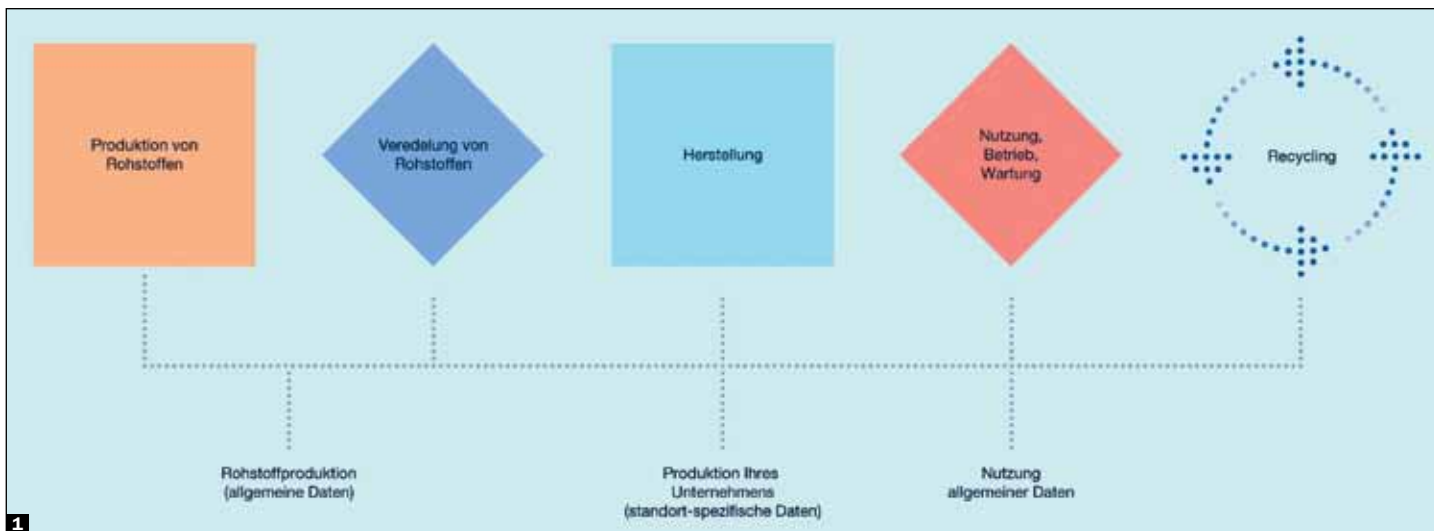 Produktion von
Rohstoffen
Veredelung von
Rohstoffen
Herstellung
Nutzung,
Betrieb,
Wartung
Recycling
Rohstoffproduktion
(allgemeine Daten)
Produktion Ihres
Unternehmens
(standort-spezifische Daten)
Nutzung
allgemeiner Daten
1